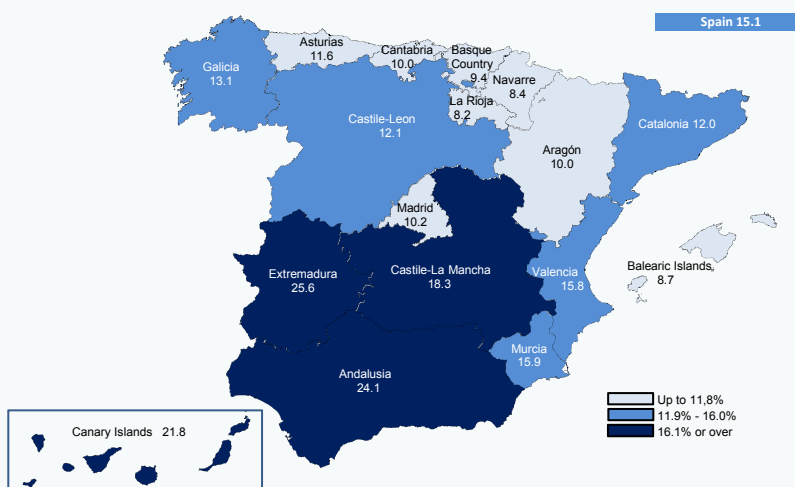 Spain 15.1
Asturias
11.6
Cantabria
10.0
Basque
Country
9.4
Navarre
8.4
Galicia
13.1
La Rioja
8.2
Castile-Leon
12.1
Catalonia 12.0
Aragón
10.0
Madrid
10.2
Extremadura
25.6
Castile-La Mancha
18.3
Valencia
15.8
Balearic Islands
8.7
Murcia
15.9
Andalusia
24.1
Up to 11,8%
11.9% - 16.0%
16.1% or over
Canary Islands 21.8